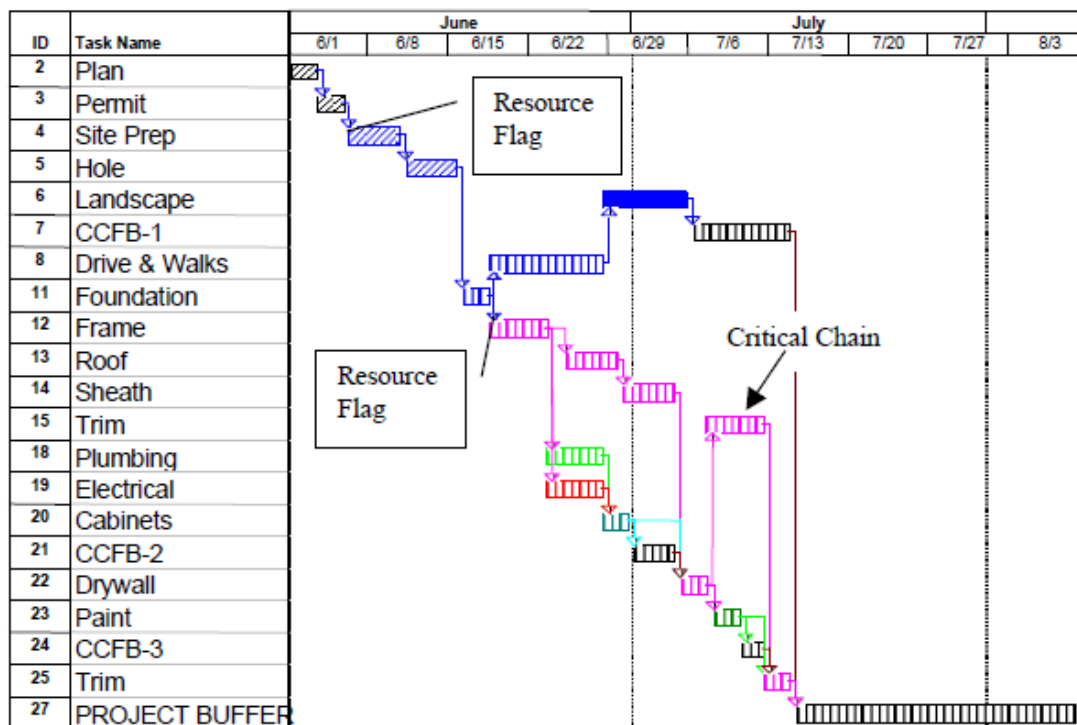 June July
ID Task Name 6/1 6/8 6/15 6/22 6/29 7/6 7/13 7/20 7/27 8/3
2 Plan
3 Permit
4 Site Prep
5 Hole
6 Landscape
7 CCFB-1
8 Drive & Walks
11 Foundation
12 Frame
13 Roof
14 Sheath
15 Trim
18 Plumbing
19 Electrical
20 Cabinets
21 CCFB-2
22 Drywall
23 Paint
24 CCFB-3
25 Trim
27 PROJECT BUFFER
Resource
Flag
Critical Chain
Resource
Flag